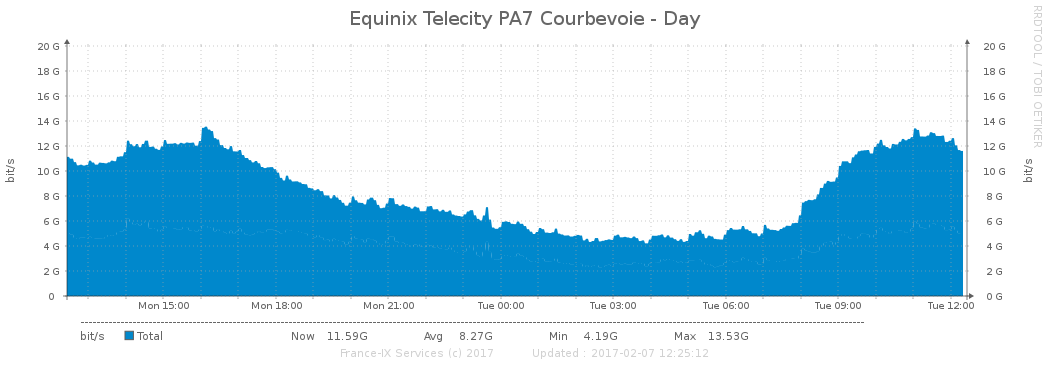 Equinix Telecity PA7 Courbevoie - Day
RRDTOOL / TOBI OETIKER
bit/s
20 G 20 G
18 G 18 G
16 G 16 G
14 G 14 G
12 G 12 G
10 G 10 G
8 G 8 G
6 G 6 G
4 G 4 G
2 G 2 G
0 0 G
bit/s
Mon 15:00 Mon 18:00 Mon 21:00 Tue 00:00 Tue 03:00 Tue 06:00 Tue 09:00 Tue 12:00
bit/s Total Now 11.59G Avg 8.27G Min 4.19G Max 13.53G
France-IX Services (c) 2017 Updated : 2017-02-07 12:25:12